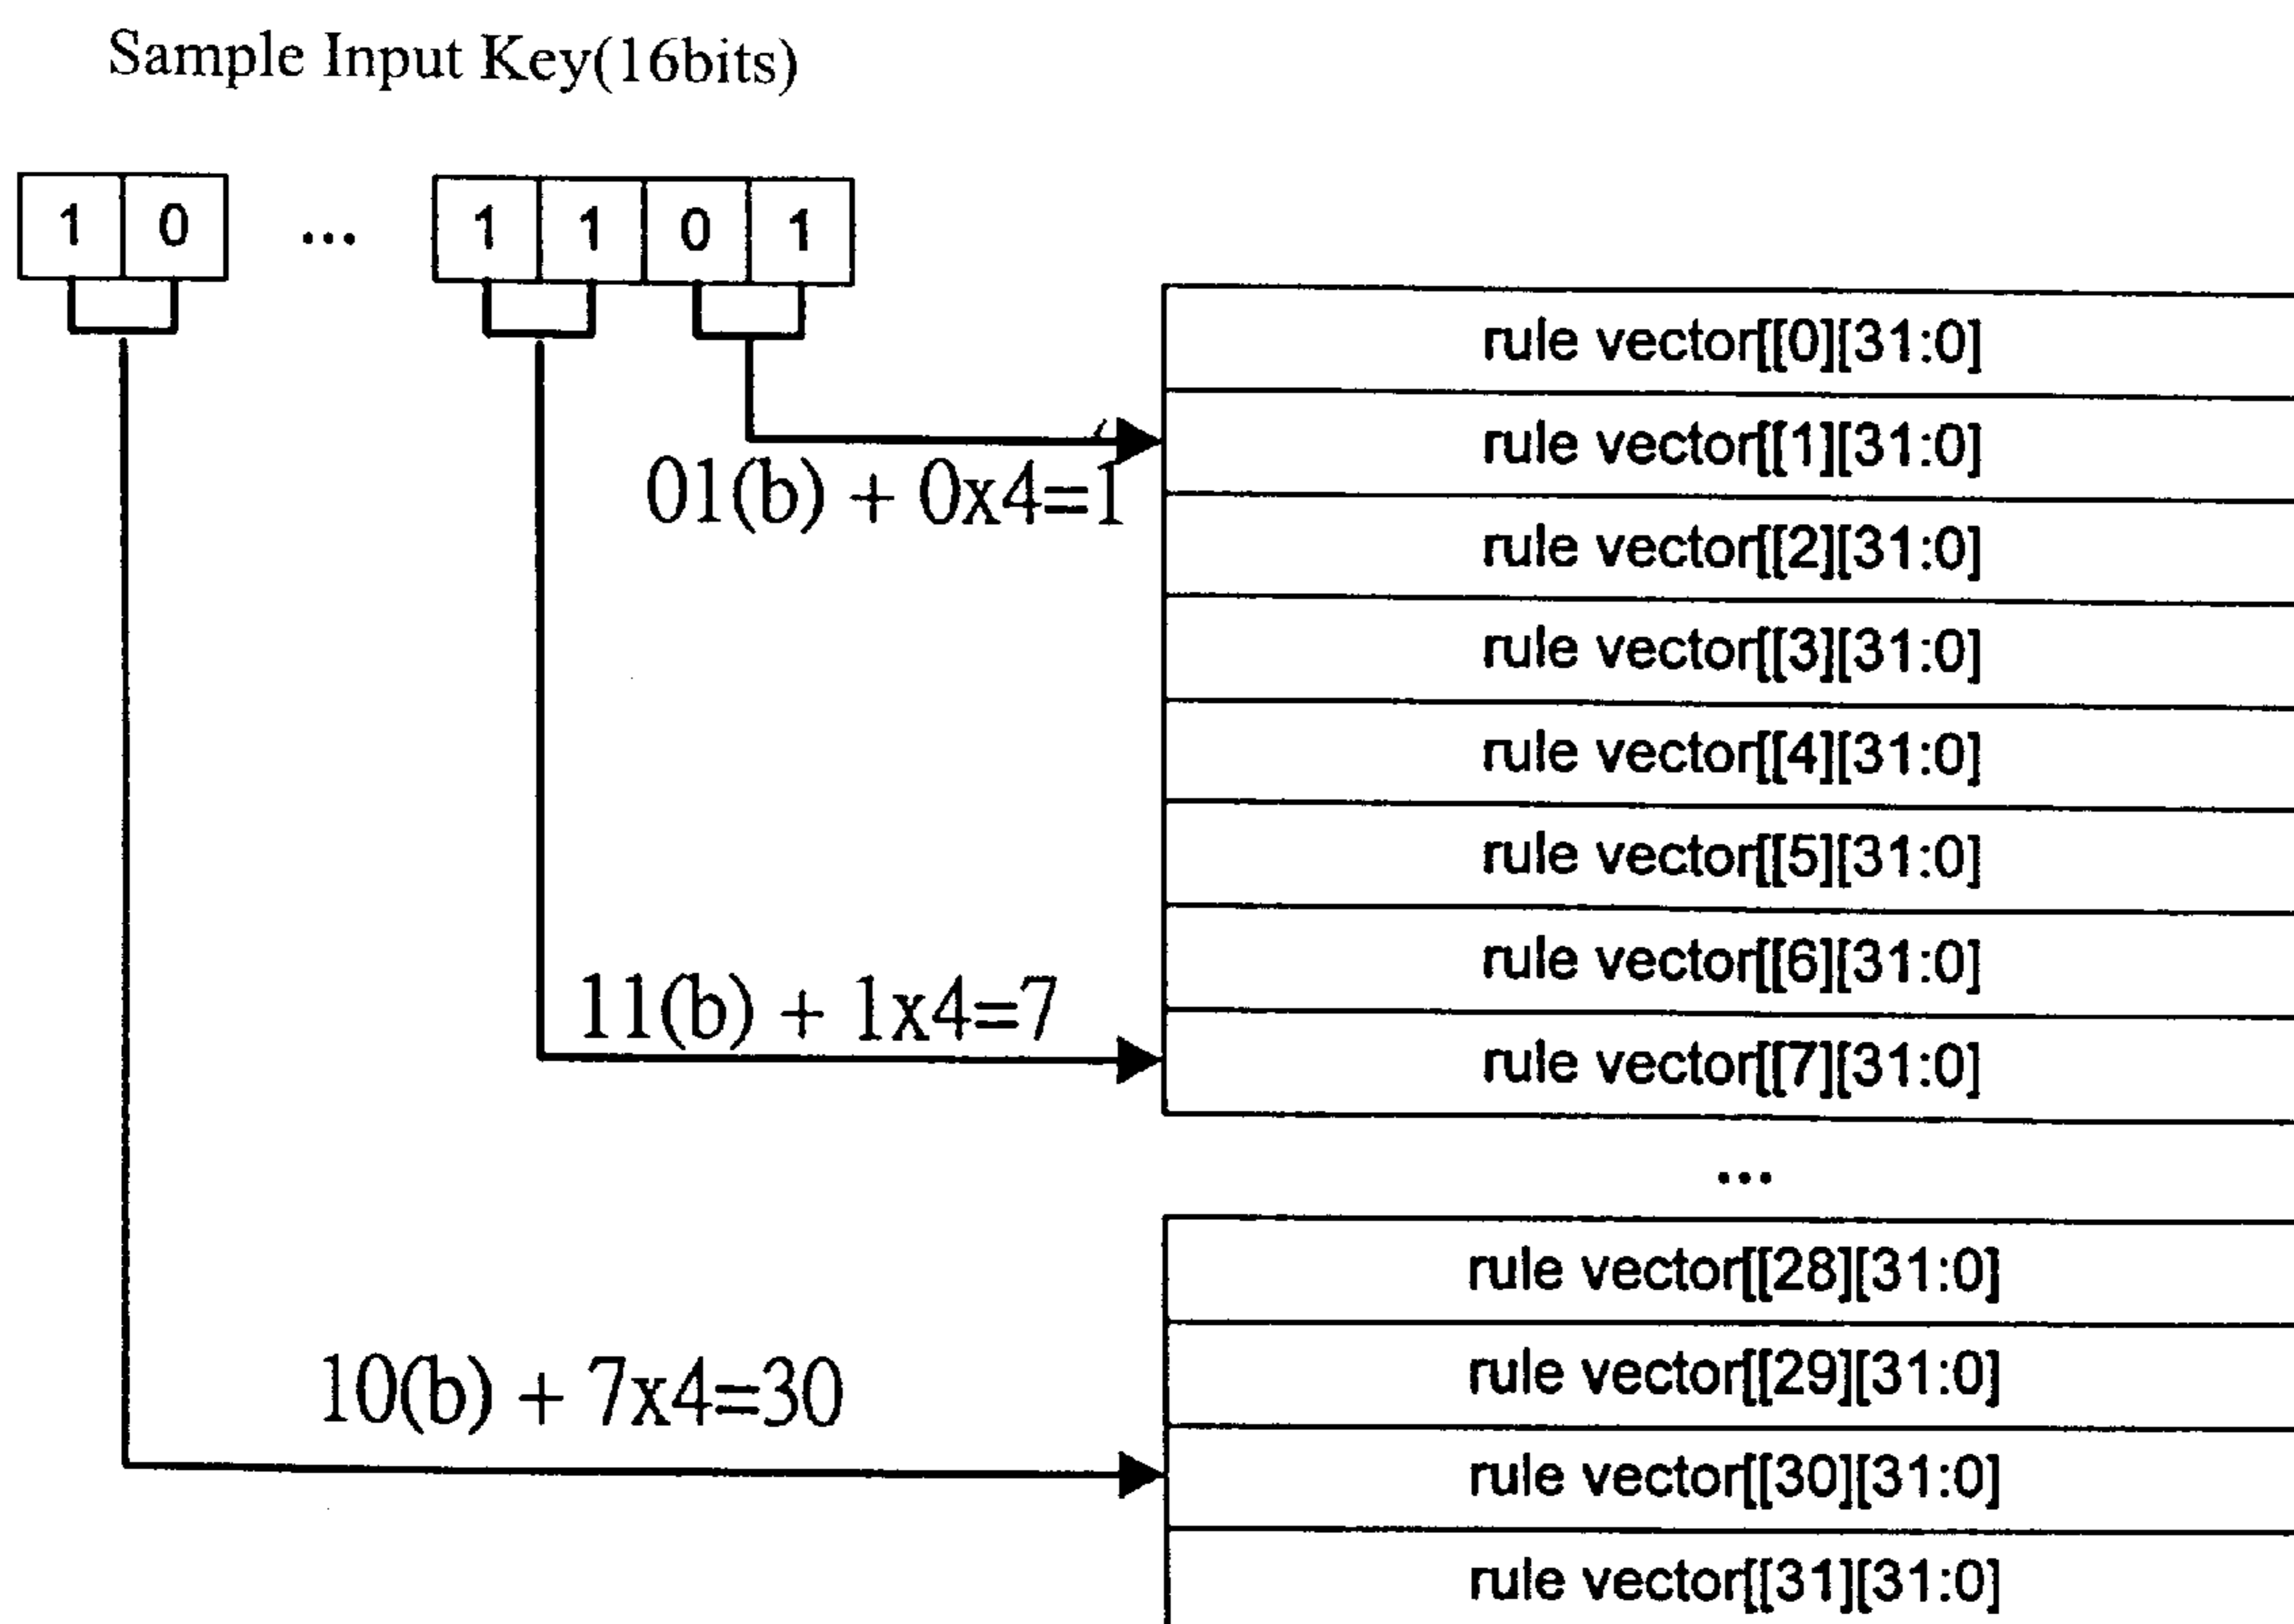 Sample Input Key(16bits)
1 0 ... 1 1 0 1
rule vector[[0][31:0]
rule vector[[1][31:0]
01(b) + 0x4=1
rule vector[[2][31:0]
rule vector[[3][31:0]
rule vector[[4][31:0]
rule vector[[5][31:0]
rule vector[[6][31:0]
11(b) + 1x4=7
rule vector[[7][31:0]
...
rule vector[[28][31:0]
rule vector[[29][31:0]
10(b) + 7x4=30
rule vector[[30][31:0]
rule vector[[31][31:0]